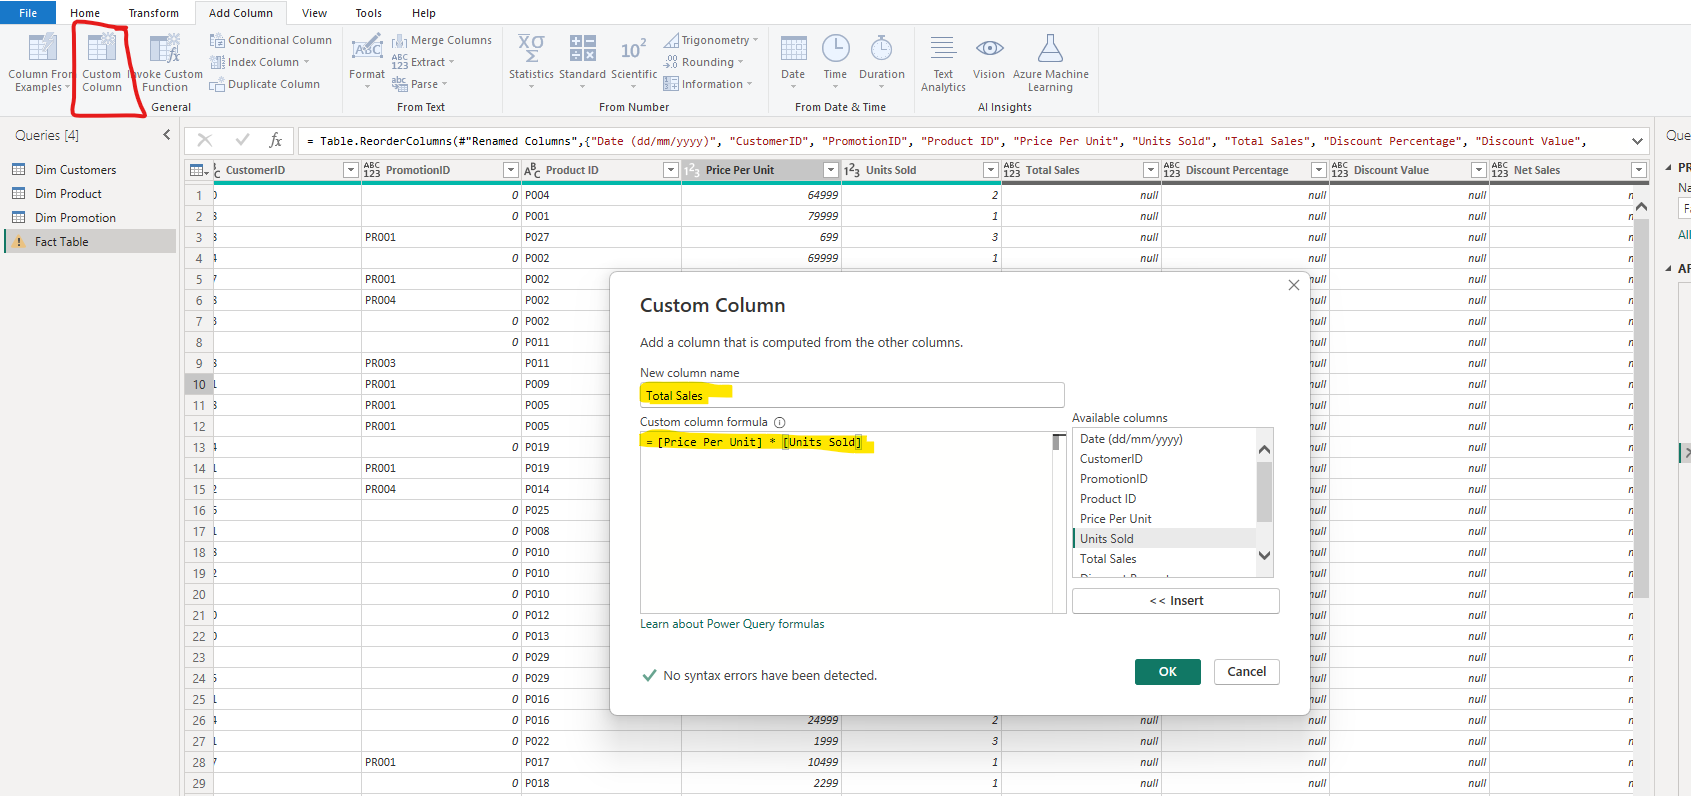 File Home Transform Add Column View Tools Help
Column From Examples
Custom Column
Invoke Custom Function
Conditional Column
Index Column
Duplicate Column
General
Format
Merge Columns
Extract
Parse
From Text
Statistics
Standard
Scientific
Trigonometry
Rounding
Information
From Number
Date
Time
Duration
From Date & Time
Text Analytics
Vision
Azure Machine Learning
AI Insights
Queries [4]
Dim Customers
Dim Product
Dim Promotion
Fact Table
= Table.ReorderColumns(#"Renamed Columns",{"Date (dd/mm/yyyy)", "CustomerID", "PromotionID", "Product ID", "Price Per Unit", "Units Sold", "Total Sales", "Discount Percentage", "Discount Value",
CustomerID PromotionID Product ID Price Per Unit Units Sold Total Sales Discount Percentage Discount Value Net Sales
1 0 P004 64999 2 null null null
2 0 P001 79999 1 null null null
3 PR001 P027 699 3 null null null
4 0 P002 69999 1 null null null
5 PR001 P002 null null
6 PR004 P002 null null
7 0 P002 null null
8 0 P011 null null
9 PR003 P011 null null
10 PR001 P009 null null
11 PR001 P005 null null
12 PR001 P005 null null
13 0 P019 null null
14 PR001 P019 null null
15 PR004 P014 null null
16 0 P025 null null
17 0 P008 null null
18 0 P010 null null
19 0 P010 null null
20 0 P010 null null
21 0 P012 null null
22 0 P013 null null
23 0 P029 null null
24 0 P029 null null
25 0 P016 null null
26 0 P016 24999 2 null null null
27 0 P022 1999 3 null null null
28 PR001 P017 10499 1 null null null
29 0 P018 2299 1 null null null
Custom Column
Add a column that is computed from the other columns.
New column name
Total Sales
Custom column formula
= [Price Per Unit] * [Units Sold]
Available columns
Date (dd/mm/yyyy)
CustomerID
PromotionID
Product ID
Price Per Unit
Units Sold
Total Sales
<< Insert
Learn about Power Query formulas
No syntax errors have been detected.
OK
Cancel